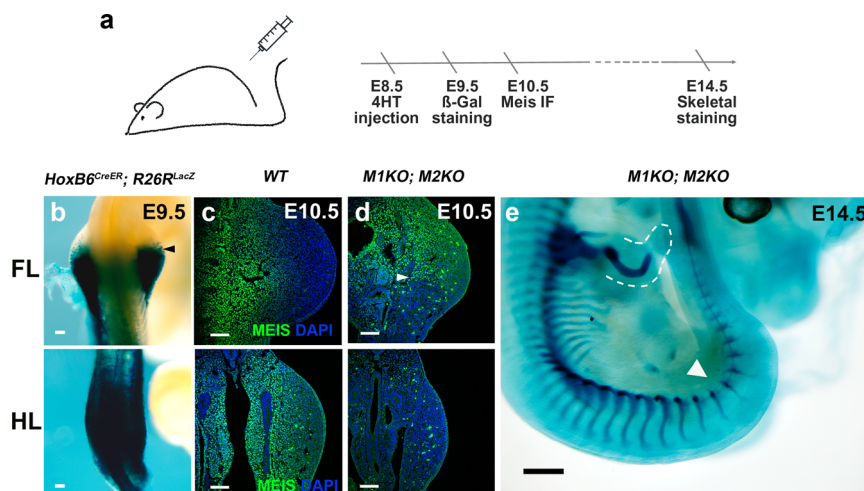 a
E8.5
4HT
injection
E9.5
ß-Gal
staining
E10.5
Meis IF
E14.5
Skeletal
staining
HoxB6CreER; R26RLacZ
WT
M1KO; M2KO
M1KO; M2KO
b
E9.5
c
E10.5
d
E10.5
e
E14.5
FL
MEIS DAPI
HL
MEIS DAPI